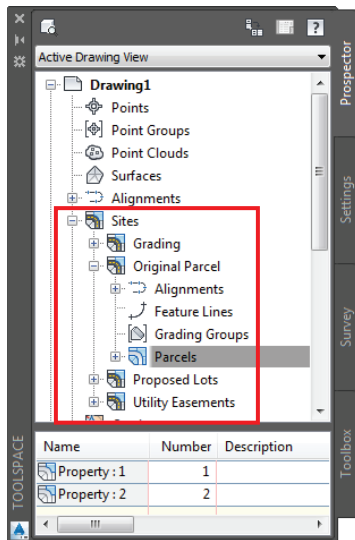 ?
Active Drawing View
Drawing1
Points
Point Groups
Point Clouds
Surfaces
Alignments
Sites
Grading
Original Parcel
Alignments
Feature Lines
Grading Groups
Parcels
Proposed Lots
Utility Easements
Name Number Description
Property : 1 1
Property : 2 2
Prospector
Settings
Survey
Toolbox
TOOLSPACE